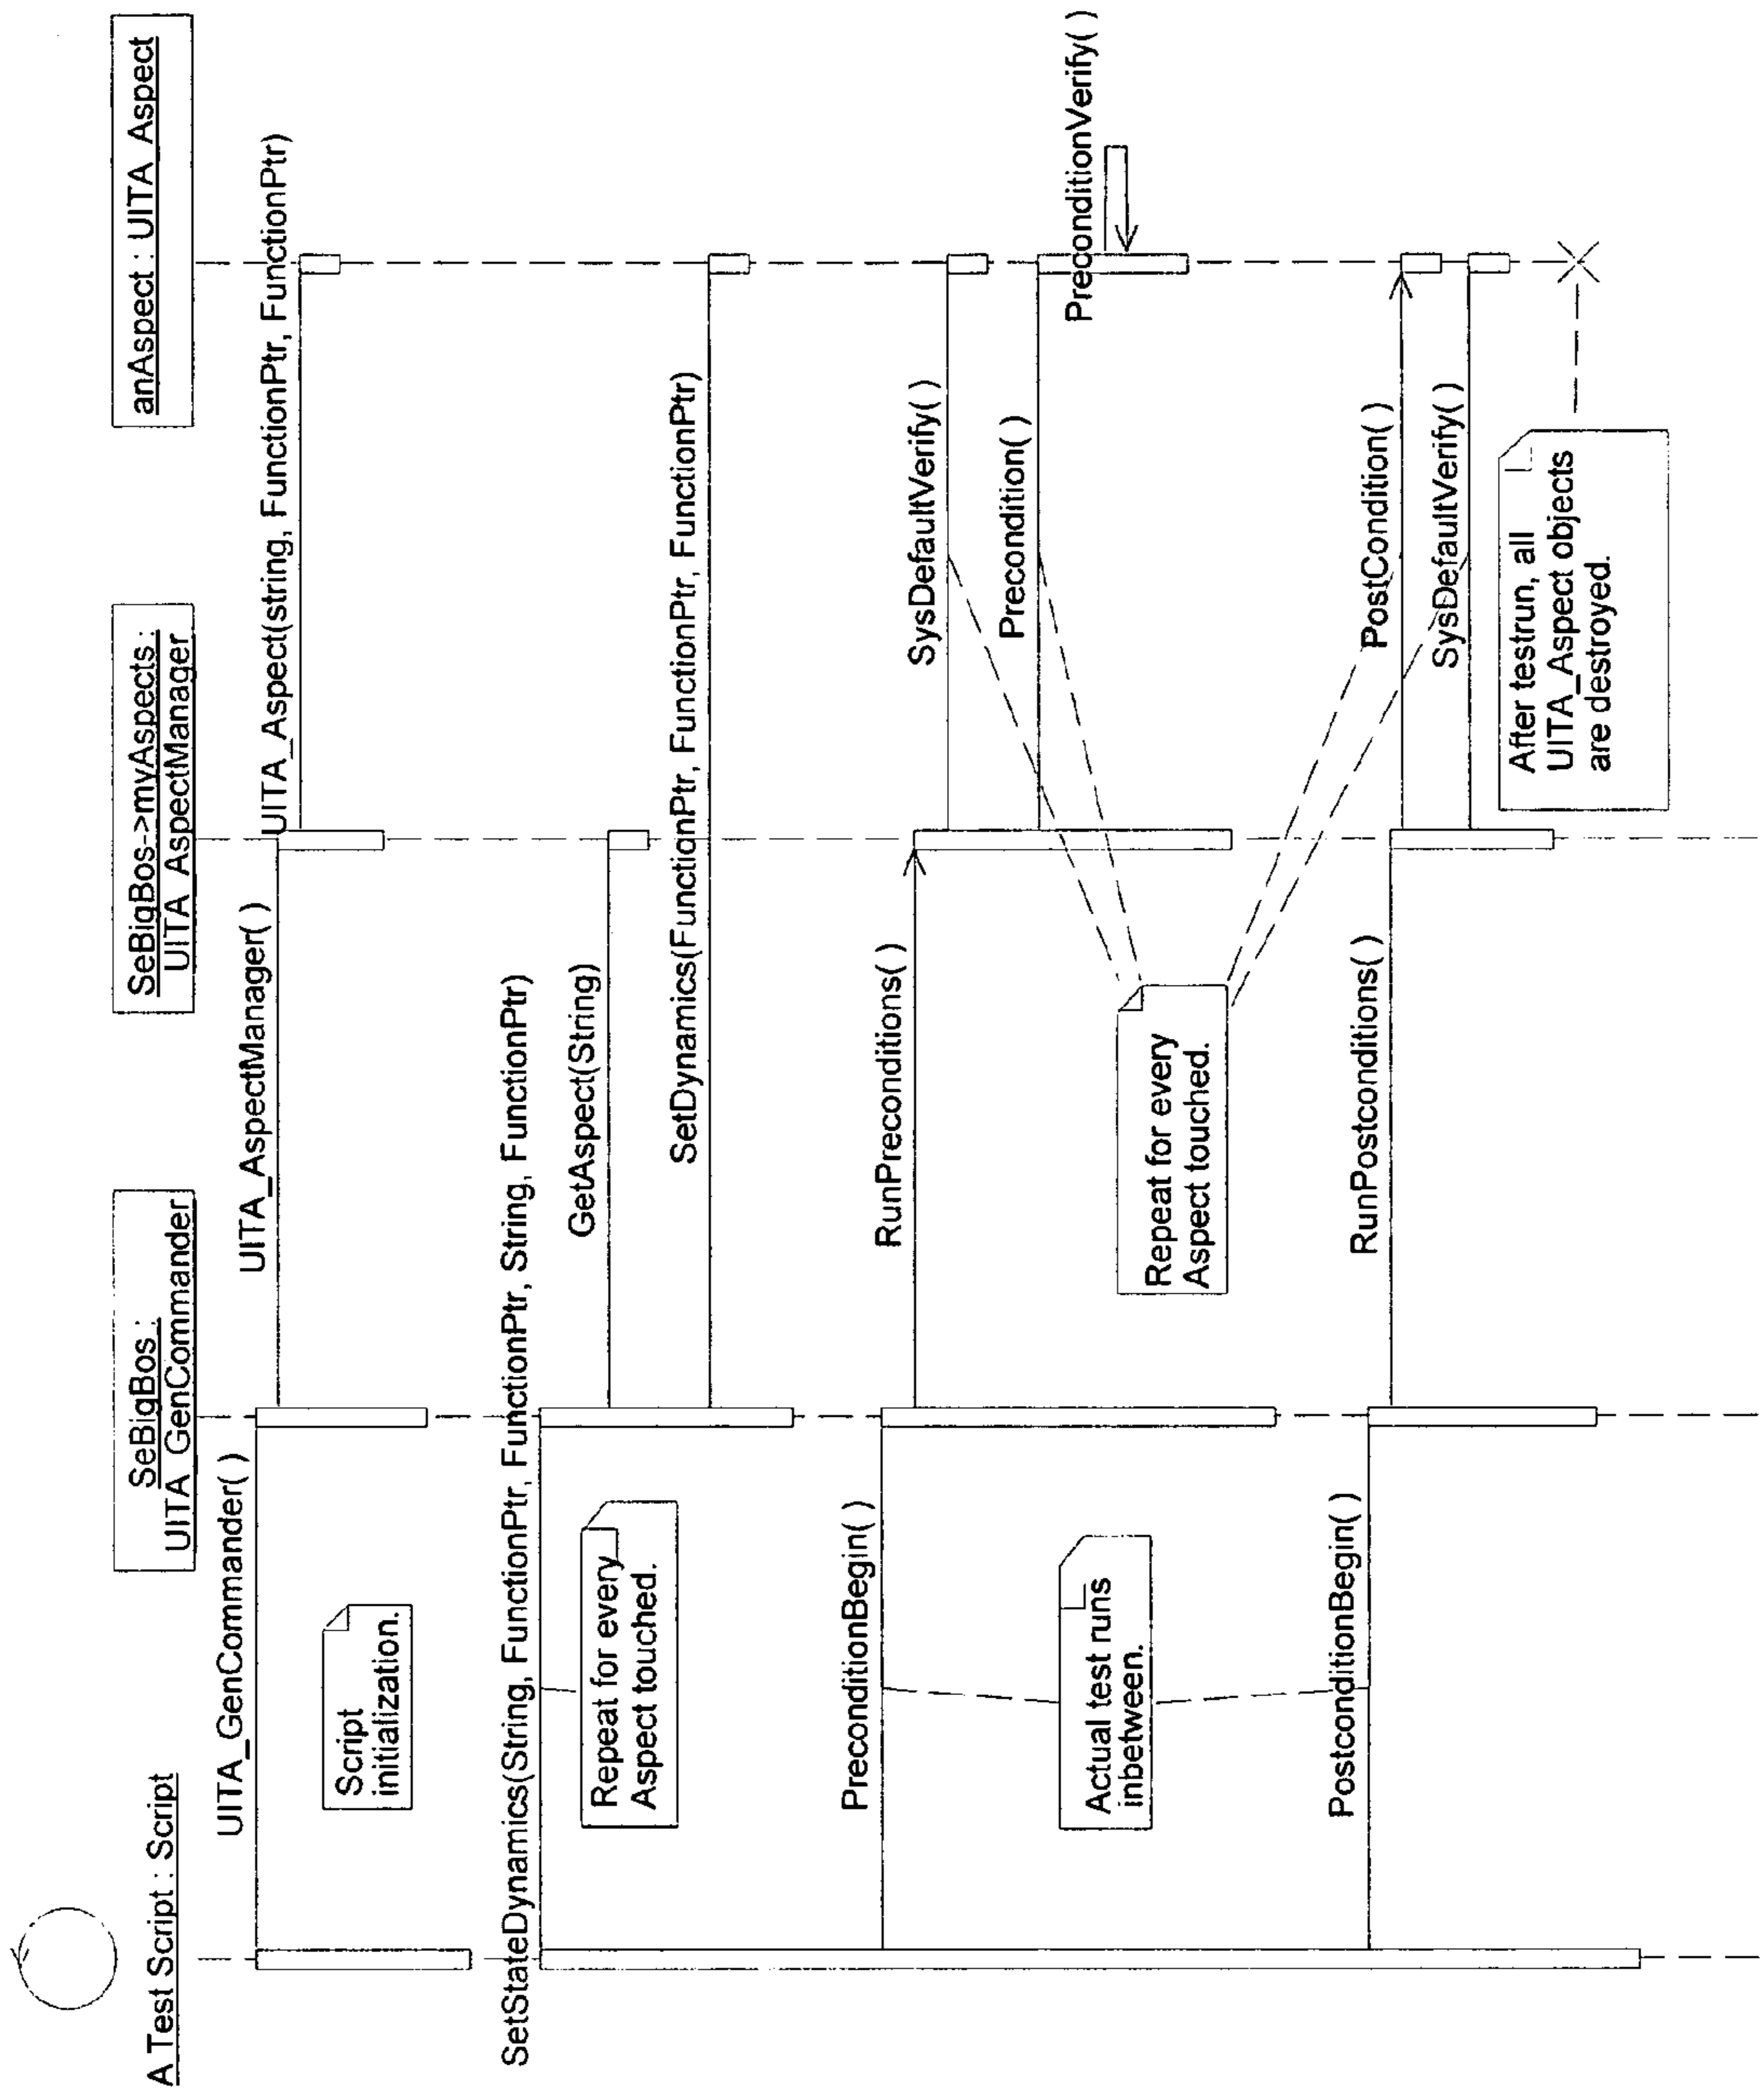 A Test Script : Script
SeBigBos :
UITA_GenCommander
SeBigBos->myAspects :
UITA_AspectManager
anAspect : UITA_Aspect
UITA_GenCommander( )
UITA_AspectManager( )
UITA_Aspect(string, FunctionPtr, FunctionPtr)
Script
initialization.
SetStateDynamics(String, FunctionPtr, FunctionPtr, String, FunctionPtr)
GetAspect(String)
Repeat for every
Aspect touched.
SetDynamics(FunctionPtr, FunctionPtr, FunctionPtr)
PreconditionBegin( )
RunPreconditions( )
SysDefaultVerify( )
Precondition( )
PreconditionVerify( )
Actual test runs
inbetween.
Repeat for every
Aspect touched.
PostconditionBegin( )
RunPostconditions( )
PostCondition( )
SysDefaultVerify( )
After testrun, all
UITA_Aspect objects
are destroyed.